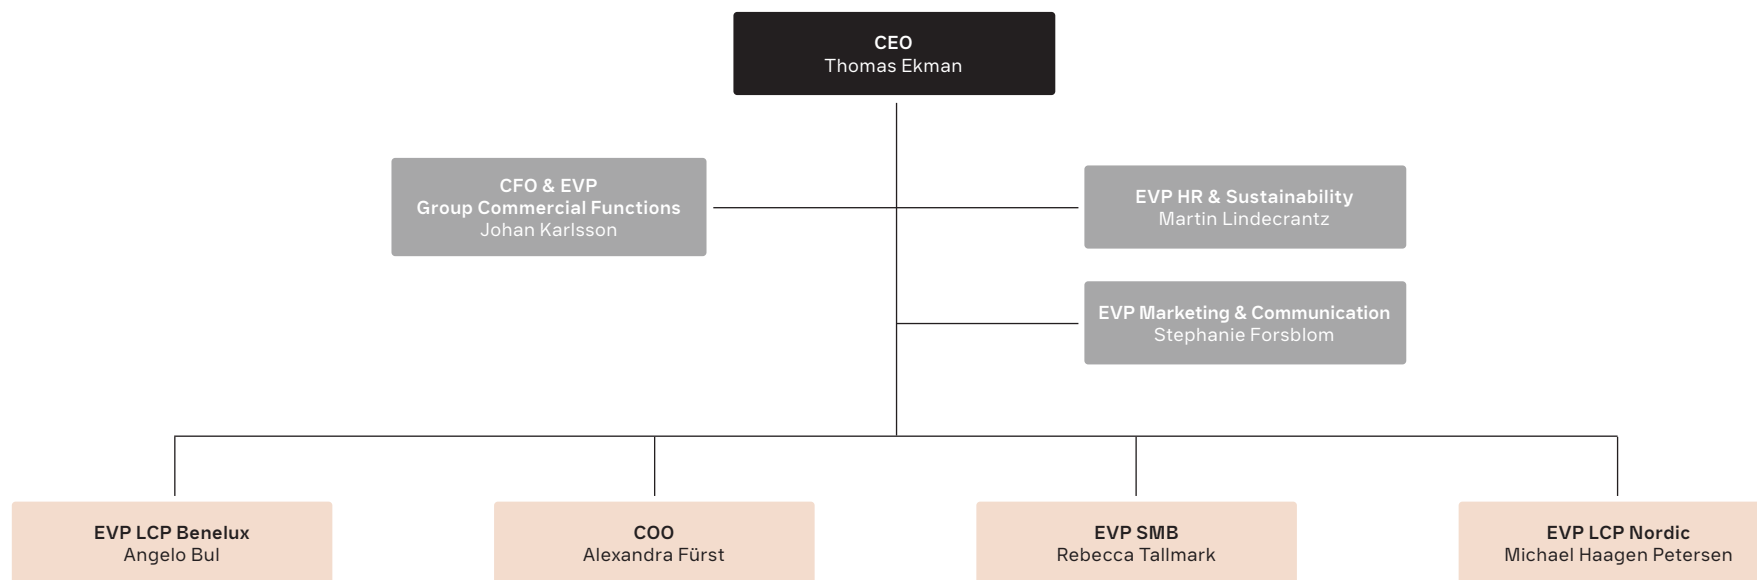 CEO
Thomas Ekman
CFO & EVP
Group Commercial Functions
Johan Karlsson
EVP HR & Sustainability
Martin Lindecrantz
EVP Marketing & Communication
Stephanie Forsblom
EVP LCP Benelux
Angelo Bul
COO
Alexandra Fürst
EVP SMB
Rebecca Tallmark
EVP LCP Nordic
Michael Haagen Petersen